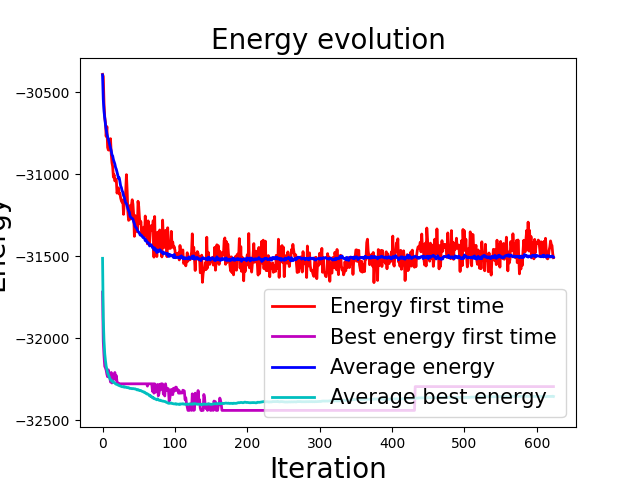 Energy evolution
Energy
−30500
−31000
−31500
−32000
−32500
0 100 200 300 400 500 600
Iteration
Energy first time
Best energy first time
Average energy
Average best energy